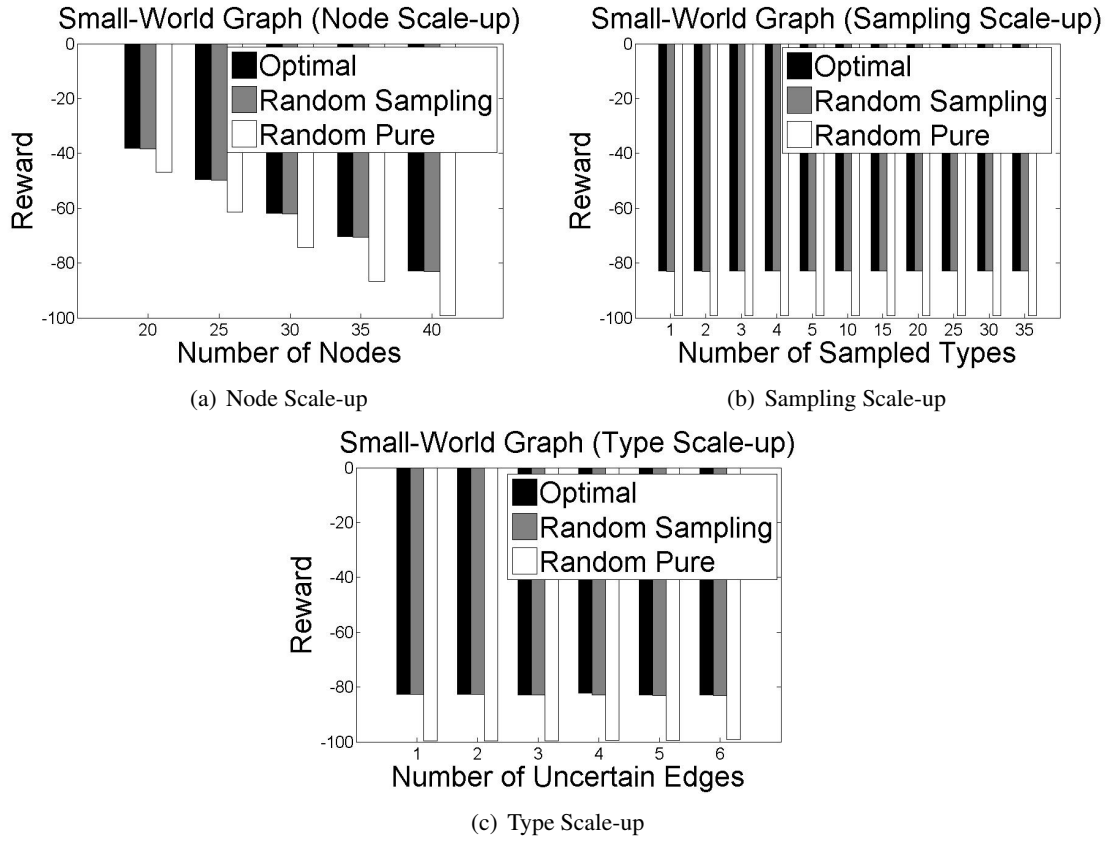 Small-World Graph (Node Scale-up)
0
-20
-40
-60
-80
-100
Reward
Optimal
Random Sampling
Random Pure
20 25 30 35 40
Number of Nodes
(a) Node Scale-up
Small-World Graph (Sampling Scale-up)
0
-20
-40
-60
-80
-100
Reward
Optimal
Random Sampling
Random Pure
1 2 3 4 5 10 15 20 25 30 35
Number of Sampled Types
(b) Sampling Scale-up
Small-World Graph (Type Scale-up)
0
-20
-40
-60
-80
-100
Reward
Optimal
Random Sampling
Random Pure
1 2 3 4 5 6
Number of Uncertain Edges
(c) Type Scale-up